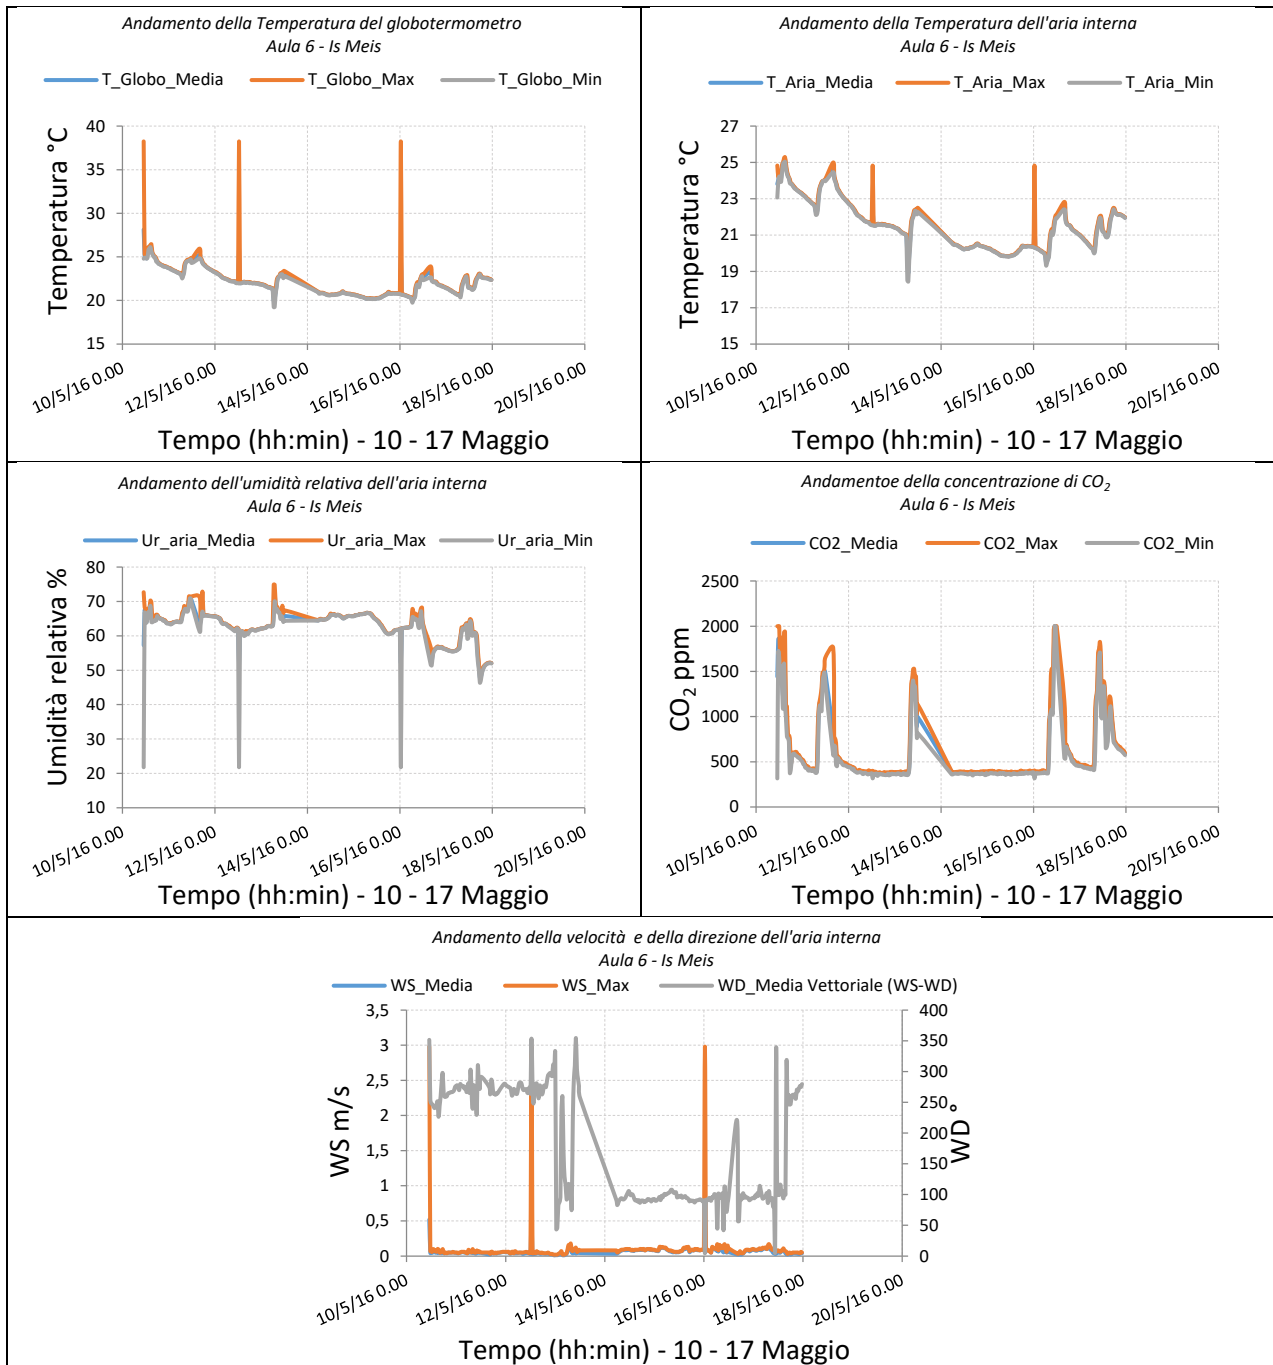 Andamento della Temperatura del globotermometro
Aula 6 - Is Meis
T_Globo_Media T_Globo_Max T_Globo_Min
Temperatura °C
40
35
30
25
20
15
10/5/16 0.00 12/5/16 0.00 14/5/16 0.00 16/5/16 0.00 18/5/16 0.00 20/5/16 0.00
Tempo (hh:min) - 10 - 17 Maggio
Andamento della Temperatura dell'aria interna
Aula 6 - Is Meis
T_Aria_Media T_Aria_Max T_Aria_Min
Temperatura °C
27
25
23
21
19
17
15
10/5/16 0.00 12/5/16 0.00 14/5/16 0.00 16/5/16 0.00 18/5/16 0.00 20/5/16 0.00
Tempo (hh:min) - 10 - 17 Maggio
Andamento dell'umidità relativa dell'aria interna
Aula 6 - Is Meis
Ur_aria_Media Ur_aria_Max Ur_aria_Min
Umidità relativa %
80
70
60
50
40
30
20
10
10/5/16 0.00 12/5/16 0.00 14/5/16 0.00 16/5/16 0.00 18/5/16 0.00 20/5/16 0.00
Tempo (hh:min) - 10 - 17 Maggio
Andamentoe della concentrazione di CO₂
Aula 6 - Is Meis
CO2_Media CO2_Max CO2_Min
CO₂ ppm
2500
2000
1500
1000
500
0
10/5/16 0.00 12/5/16 0.00 14/5/16 0.00 16/5/16 0.00 18/5/16 0.00 20/5/16 0.00
Tempo (hh:min) - 10 - 17 Maggio
Andamento della velocità e della direzione dell'aria interna
Aula 6 - Is Meis
WS_Media WS_Max WD_Media Vettoriale (WS-WD)
WS m/s
3,5
3
2,5
2
1,5
1
0,5
0
400
350
300
250
200
150
100
50
0
WD °
10/5/16 0.00 12/5/16 0.00 14/5/16 0.00 16/5/16 0.00 18/5/16 0.00 20/5/16 0.00
Tempo (hh:min) - 10 - 17 Maggio